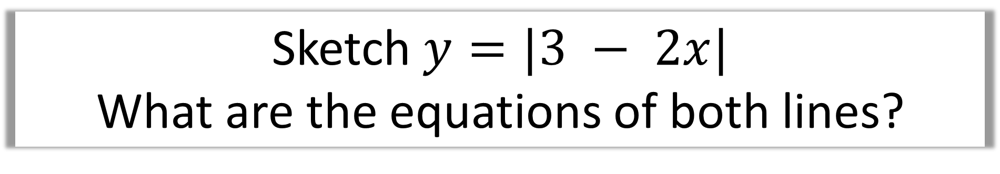 Sketch y = |3 − 2x|
What are the equations of both lines?